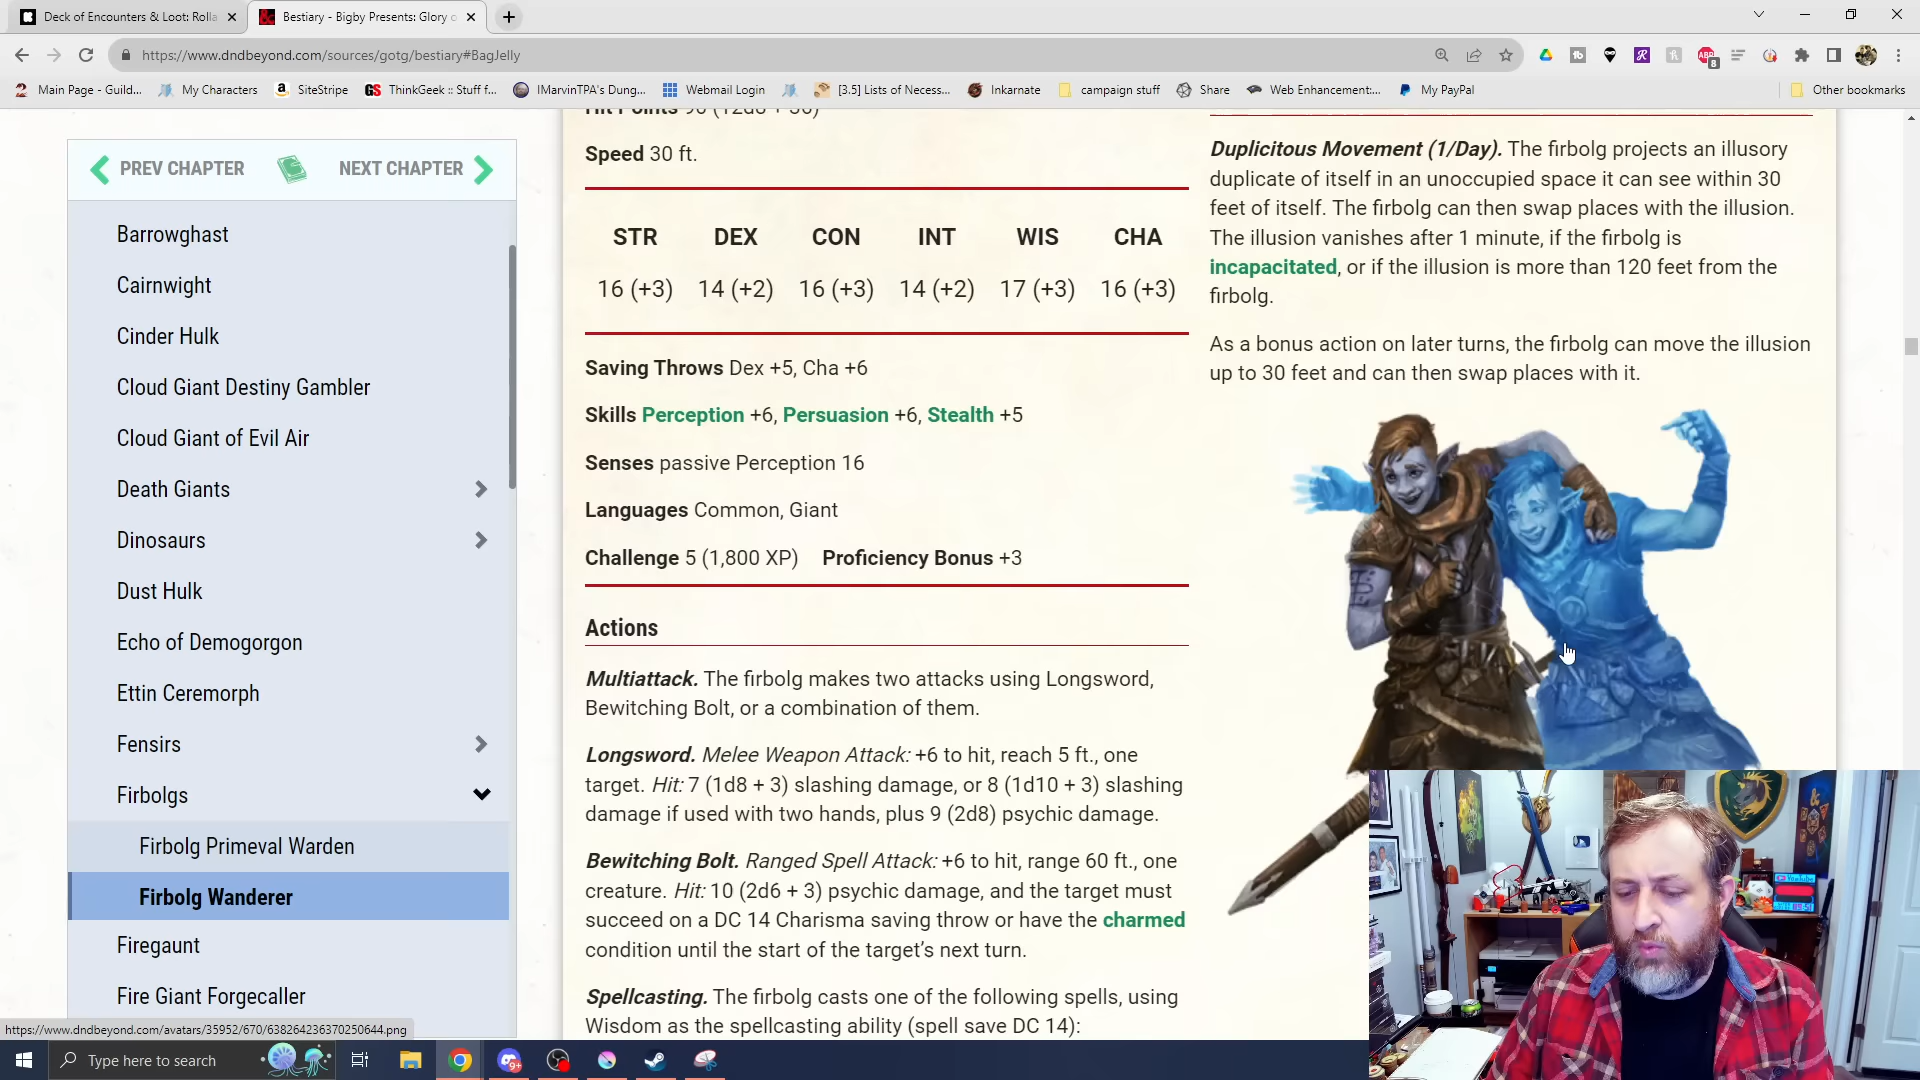 Deck of Encounters & Loot: Rolla
Bestiary - Bigby Presents: Glory o
https://www.dndbeyond.com/sources/gotg/bestiary#BagJelly
Main Page - Guild...
My Characters
SiteStripe
ThinkGeek :: Stuff f...
IMarvinTPA's Dung...
Webmail Login
[3.5] Lists of Necess...
Inkarnate
campaign stuff
Share
Web Enhancement:...
My PayPal
Other bookmarks
PREV CHAPTER
NEXT CHAPTER
Barrowghast
Cairnwight
Cinder Hulk
Cloud Giant Destiny Gambler
Cloud Giant of Evil Air
Death Giants
Dinosaurs
Dust Hulk
Echo of Demogorgon
Ettin Ceremorph
Fensirs
Firbolgs
Firbolg Primeval Warden
Firbolg Wanderer
Firegaunt
Fire Giant Forgecaller
https://www.dndbeyond.com/avatars/35952/670/638264236370250644.png
Hit Points 90 (12d8 + 36)
Speed 30 ft.
STR DEX CON INT WIS CHA
16 (+3) 14 (+2) 16 (+3) 14 (+2) 17 (+3) 16 (+3)
Saving Throws Dex +5, Cha +6
Skills Perception +6, Persuasion +6, Stealth +5
Senses passive Perception 16
Languages Common, Giant
Challenge 5 (1,800 XP) Proficiency Bonus +3
Actions
Multiattack. The firbolg makes two attacks using Longsword,
Bewitching Bolt, or a combination of them.
Longsword. Melee Weapon Attack: +6 to hit, reach 5 ft., one
target. Hit: 7 (1d8 + 3) slashing damage, or 8 (1d10 + 3) slashing
damage if used with two hands, plus 9 (2d8) psychic damage.
Bewitching Bolt. Ranged Spell Attack: +6 to hit, range 60 ft., one
creature. Hit: 10 (2d6 + 3) psychic damage, and the target must
succeed on a DC 14 Charisma saving throw or have the charmed
condition until the start of the target's next turn.
Spellcasting. The firbolg casts one of the following spells, using
Wisdom as the spellcasting ability (spell save DC 14):
Duplicitous Movement (1/Day). The firbolg projects an illusory
duplicate of itself in an unoccupied space it can see within 30
feet of itself. The firbolg can then swap places with the illusion.
The illusion vanishes after 1 minute, if the firbolg is
incapacitated, or if the illusion is more than 120 feet from the
firbolg.
As a bonus action on later turns, the firbolg can move the illusion
up to 30 feet and can then swap places with it.
Type here to search